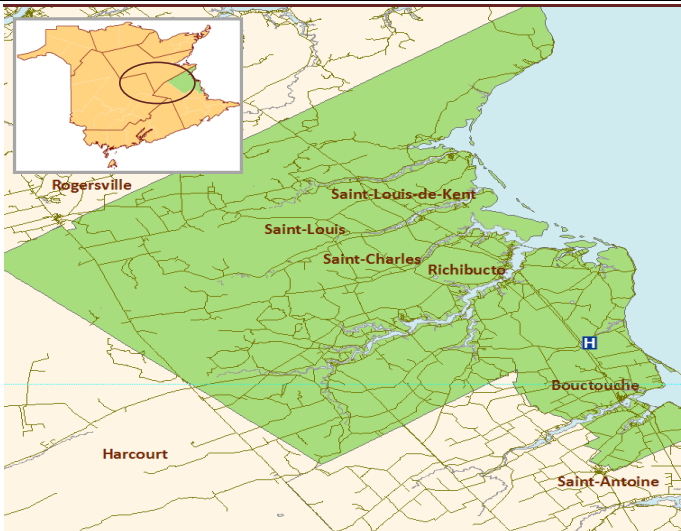 Rogersville
Saint-Louis-de-Kent
Saint-Louis
Saint-Charles
Richibucto
H
Bouctouche
Harcourt
Saint-Antoine